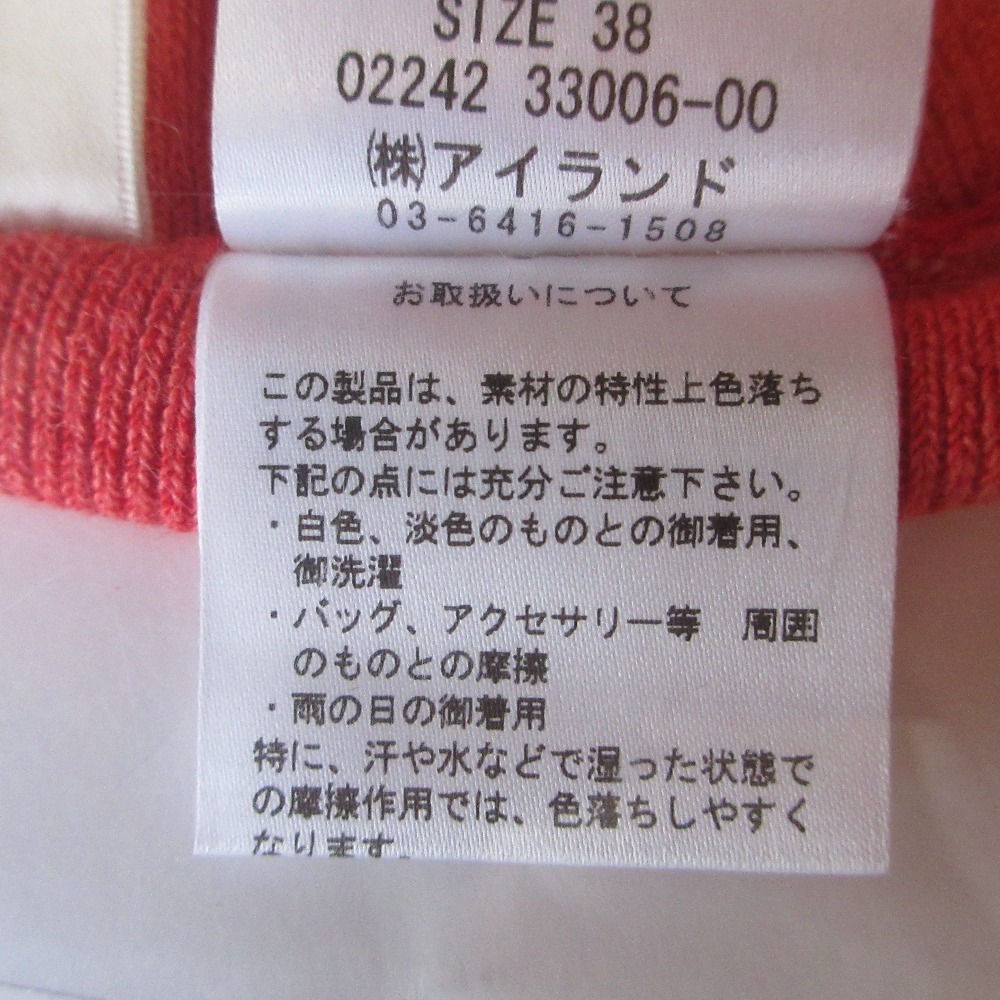 SIZE 38
02242 33006-00
㈱アイランド
03-6416-1508
お取扱いについて
この製品は、素材の特性上色落ち
する場合があります。
下記の点には充分ご注意下さい。
・白色、淡色のものとの御着用、
御洗濯
・バッグ、アクセサリー等 周囲
のものとの摩擦
・雨の日の御着用
特に、汗や水などで湿った状態で
の摩擦作用では、色落ちしやすく
なります。